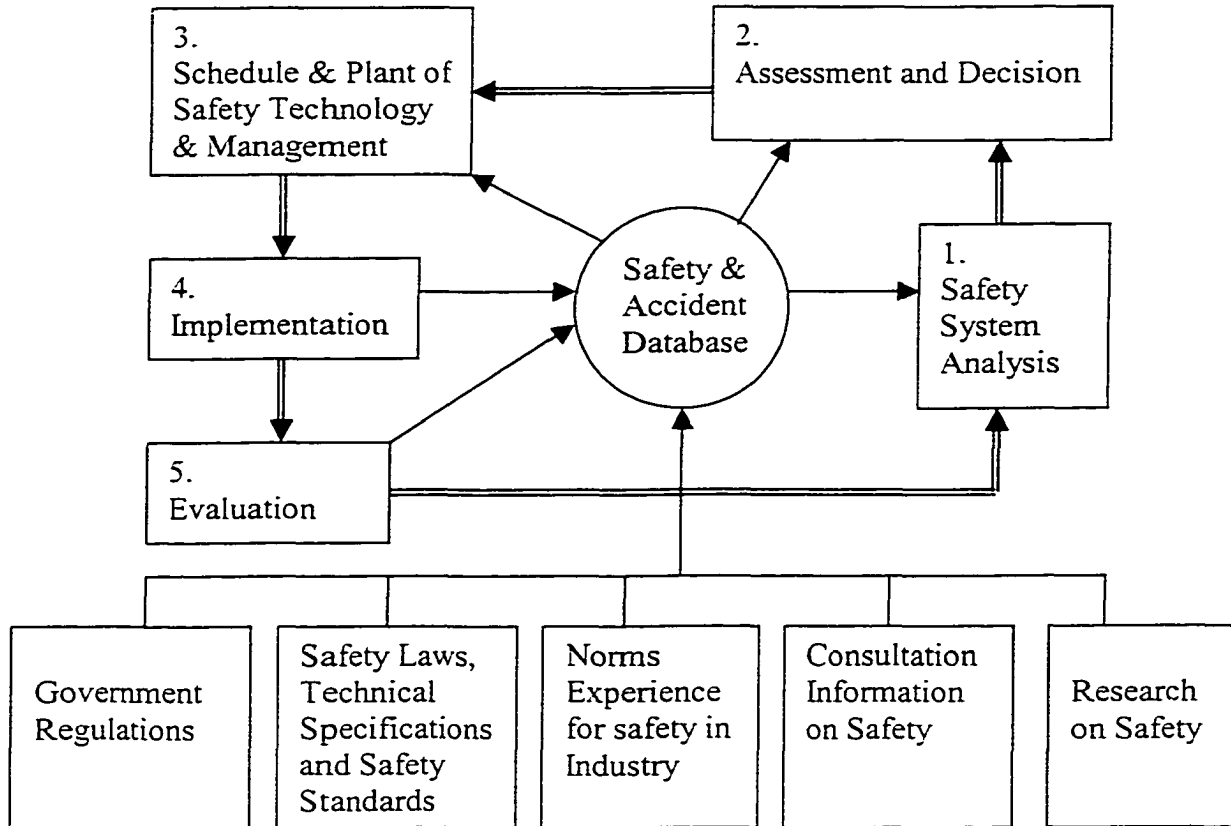 3.
Schedule & Plant of
Safety Technology
& Management
2.
Assessment and Decision
1.
Safety
System
Analysis
Safety &
Accident
Database
4.
Implementation
5.
Evaluation
Government
Regulations
Safety Laws,
Technical
Specifications
and Safety
Standards
Norms
Experience
for safety in
Industry
Consultation
Information
on Safety
Research
on Safety